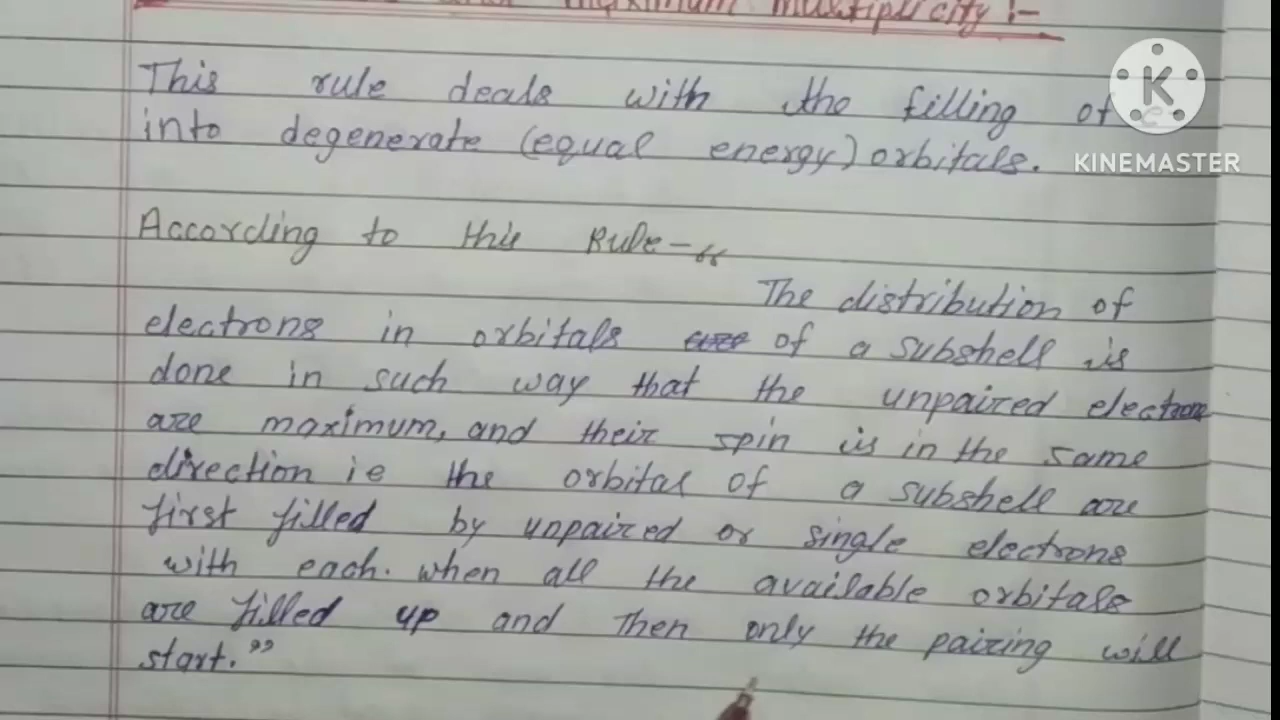 maximum multiplicity :-
This rule deals with the filling of e
into degenerate (equal energy) orbitals.
KINEMASTER
According to this Rule - "
The distribution of
electrons in orbitals of a subshell is
done in such way that the unpaired electrons
are maximum, and their spin is in the same
direction ie the orbital of a subshell are
first filled by unpaired or single electrons
with each. when all the available orbitals
are filled up and then only the pairing will
start."